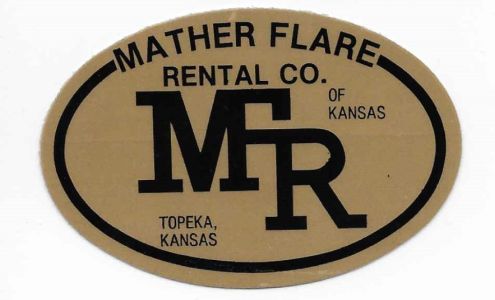 MATHER FLARE
RENTAL CO.
MFR
OF
KANSAS
TOPEKA,
KANSAS